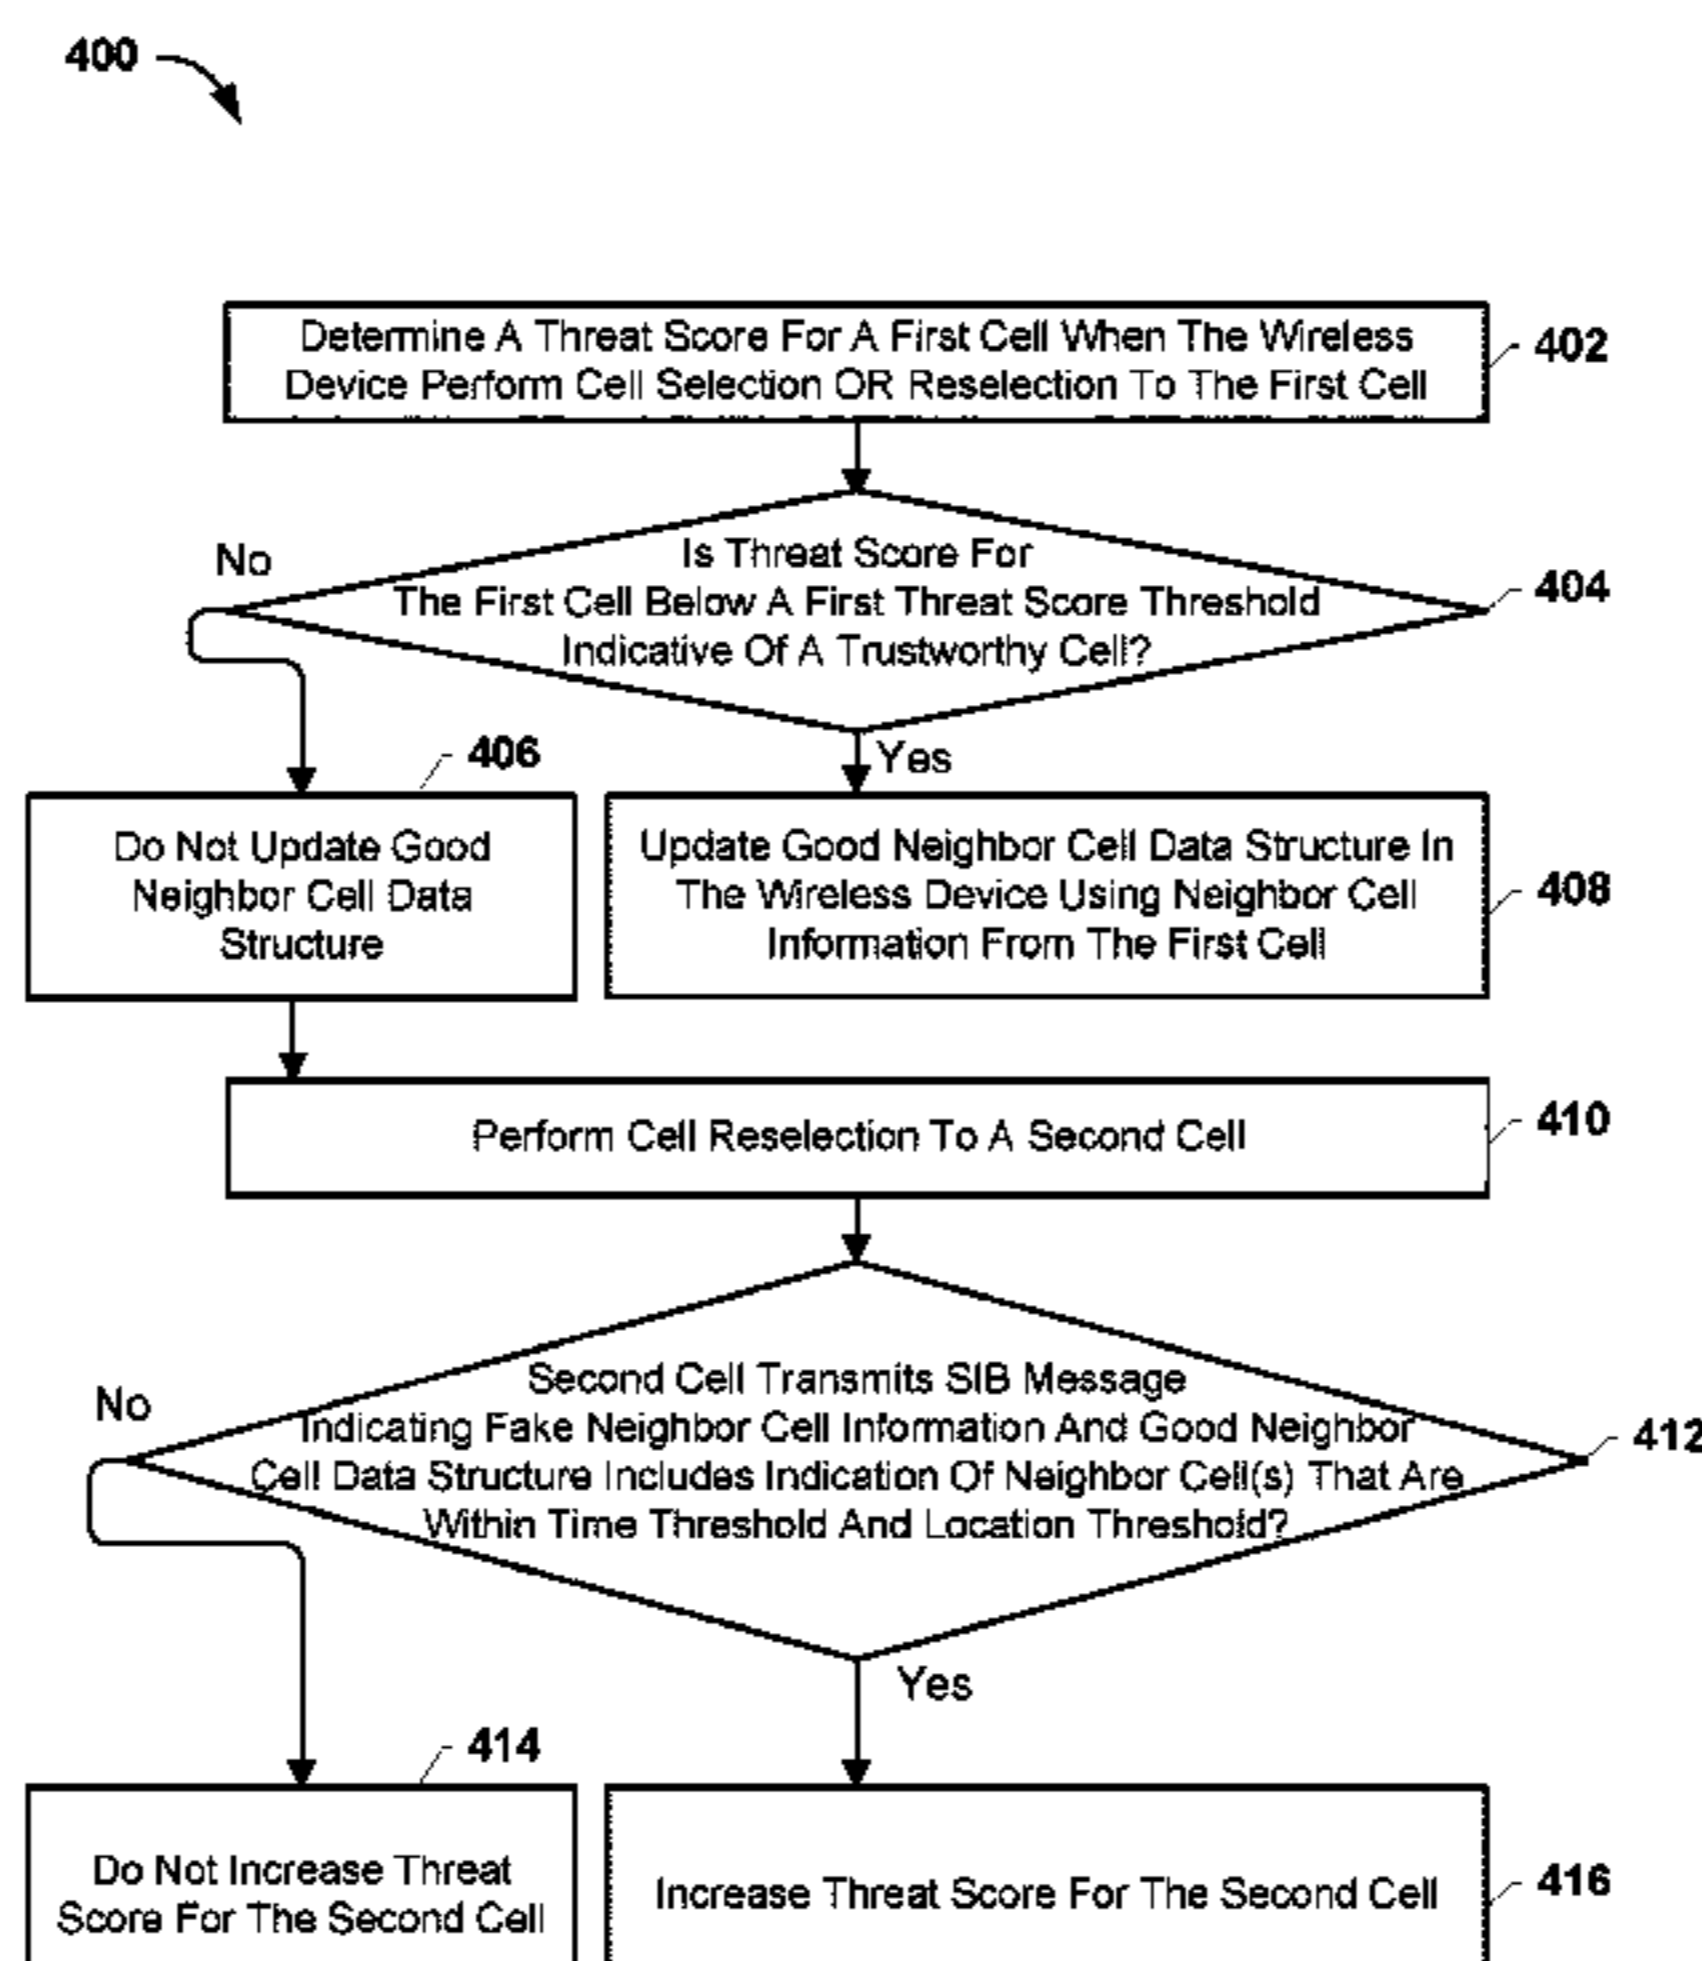 400
Determine A Threat Score For A First Cell When The Wireless
Device Perform Cell Selection OR Reselection To The First Cell
402
No
Is Threat Score For
The First Cell Below A First Threat Score Threshold
Indicative Of A Trustworthy Cell?
404
Yes
406
Do Not Update Good
Neighbor Cell Data
Structure
Update Good Neighbor Cell Data Structure In
The Wireless Device Using Neighbor Cell
Information From The First Cell
408
Perform Cell Reselection To A Second Cell
410
No
Second Cell Transmits SIB Message
Indicating Fake Neighbor Cell Information And Good Neighbor
Cell Data Structure Includes Indication Of Neighbor Cell(s) That Are
Within Time Threshold And Location Threshold?
412
Yes
414
Do Not Increase Threat
Score For The Second Cell
Increase Threat Score For The Second Cell
416